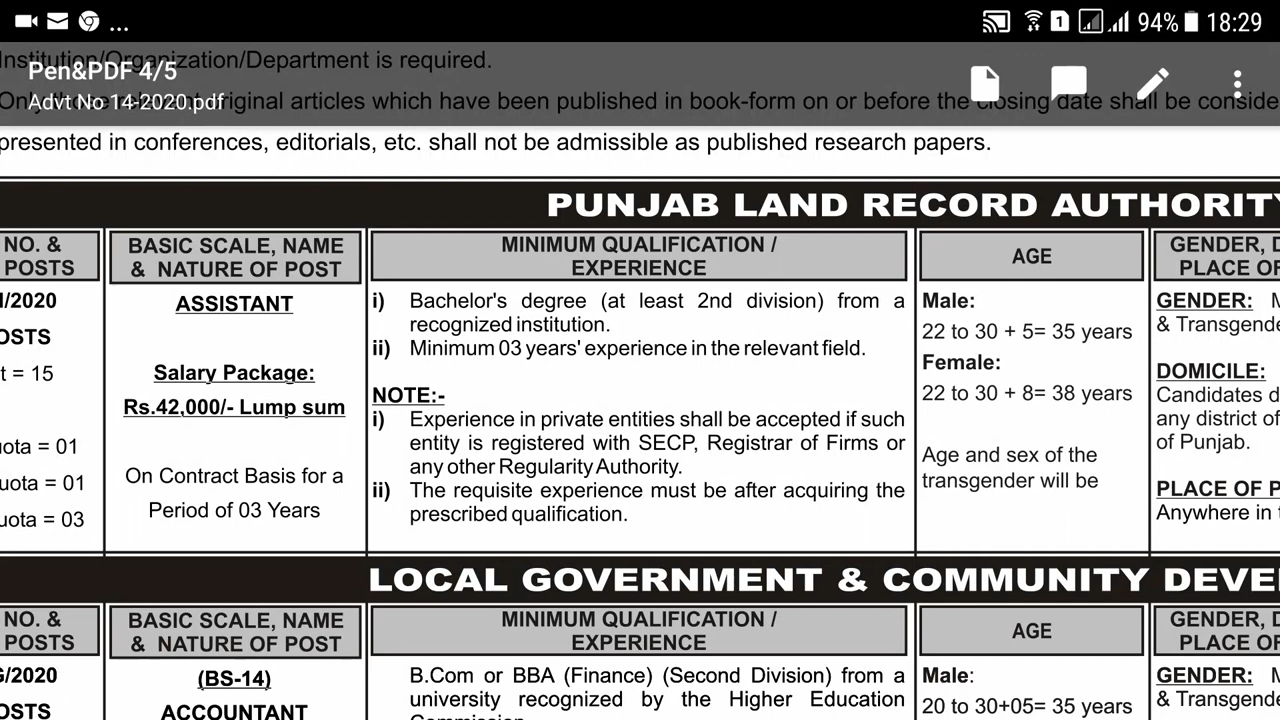 ... 94% 18:29
Institution/Organization/Department is required.
Pen&PDF 4/5
Advt No 14-2020.pdf
original articles which have been published in book-form on or before the closing date shall be conside
presented in conferences, editorials, etc. shall not be admissible as published research papers.
PUNJAB LAND RECORD AUTHORITY
NO. &
POSTS
BASIC SCALE, NAME
& NATURE OF POST
MINIMUM QUALIFICATION /
EXPERIENCE
AGE
GENDER, D
PLACE OF
/2020
OSTS
t = 15
uota = 01
uota = 01
uota = 03
ASSISTANT
Salary Package:
Rs.42,000/- Lump sum
On Contract Basis for a
Period of 03 Years
i) Bachelor's degree (at least 2nd division) from a
recognized institution.
ii) Minimum 03 years' experience in the relevant field.
NOTE:-
i) Experience in private entities shall be accepted if such
entity is registered with SECP, Registrar of Firms or
any other Regularity Authority.
ii) The requisite experience must be after acquiring the
prescribed qualification.
Male:
22 to 30 + 5= 35 years
Female:
22 to 30 + 8= 38 years
Age and sex of the
transgender will be
GENDER: M
& Transgende
DOMICILE:
Candidates d
any district of
of Punjab.
PLACE OF P
Anywhere in t
LOCAL GOVERNMENT & COMMUNITY DEVE
NO. &
POSTS
BASIC SCALE, NAME
& NATURE OF POST
MINIMUM QUALIFICATION /
EXPERIENCE
AGE
GENDER, D
PLACE OF
G/2020
OSTS
(BS-14)
ACCOUNTANT
B.Com or BBA (Finance) (Second Division) from a
university recognized by the Higher Education
Commission
Male:
20 to 30+05= 35 years
GENDER: M
& Transgende